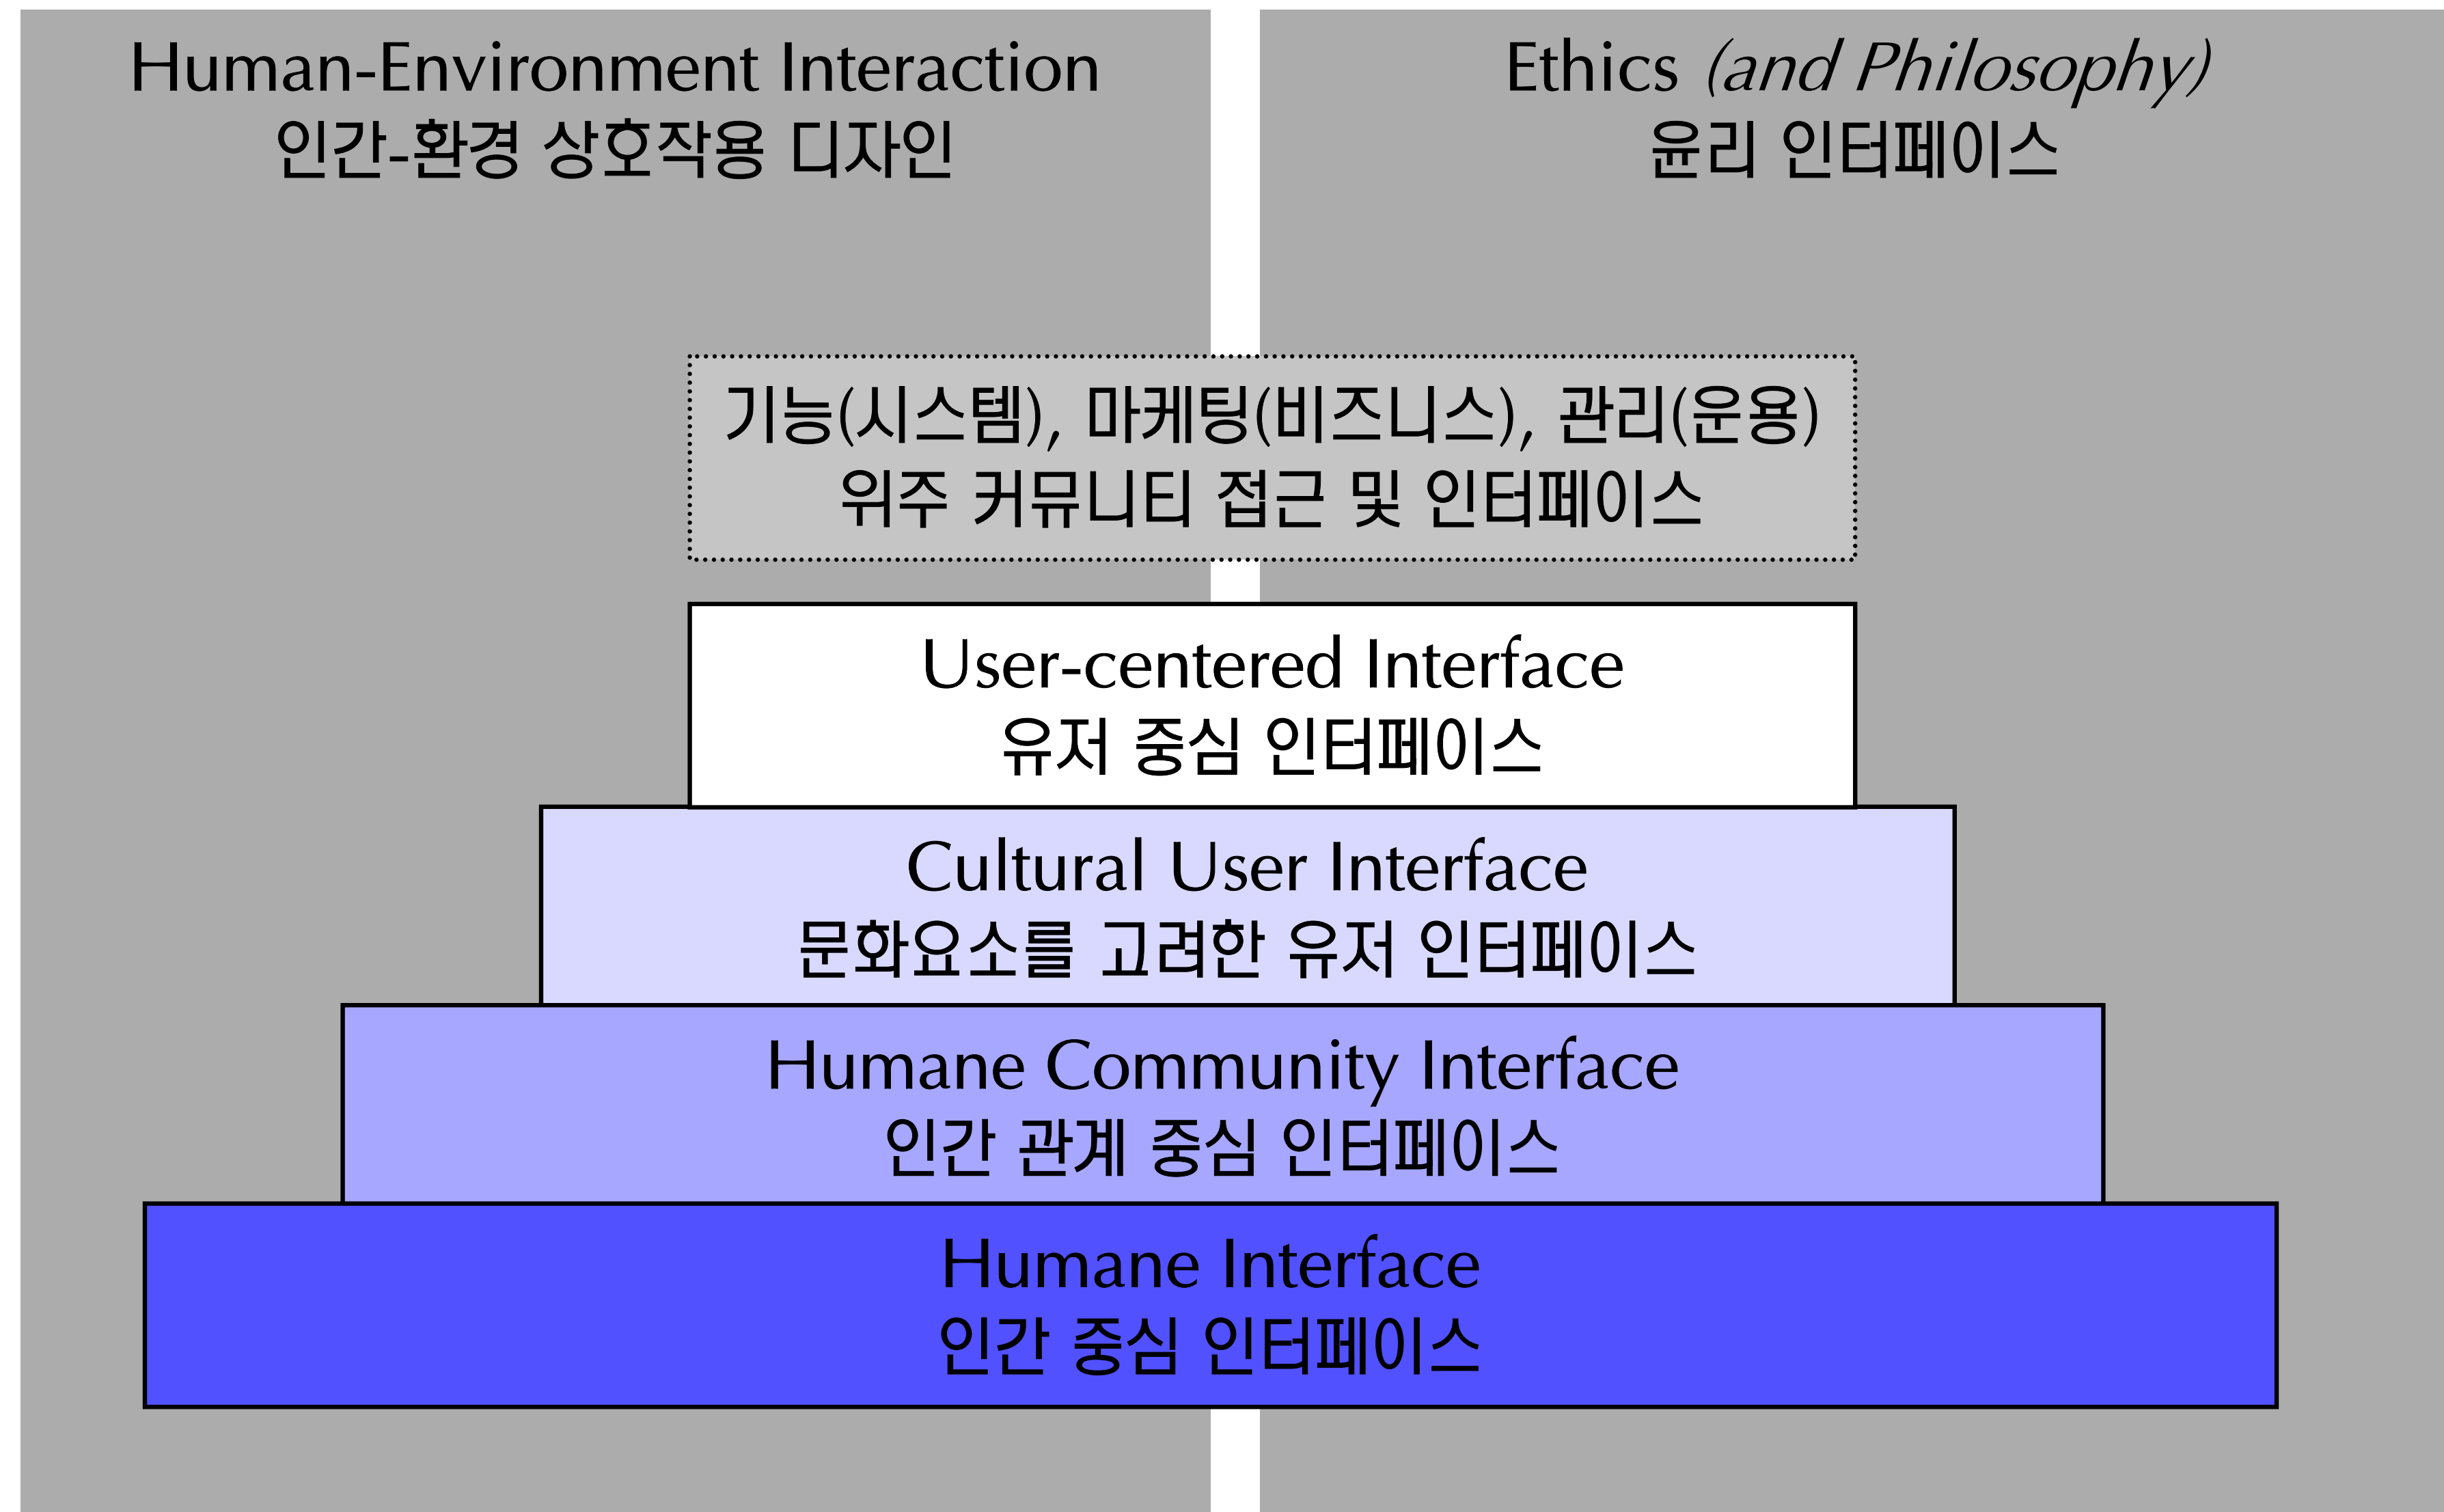 Human-Environment Interaction
인간-환경 상호작용 디자인
Ethics (and Philosophy)
윤리 인터페이스
기능(시스템), 마케팅(비즈니스), 관리(운용)
위주 커뮤니티 접근 및 인터페이스
User-centered Interface
유저 중심 인터페이스
Cultural User Interface
문화요소를 고려한 유저 인터페이스
Humane Community Interface
인간 관계 중심 인터페이스
Humane Interface
인간 중심 인터페이스